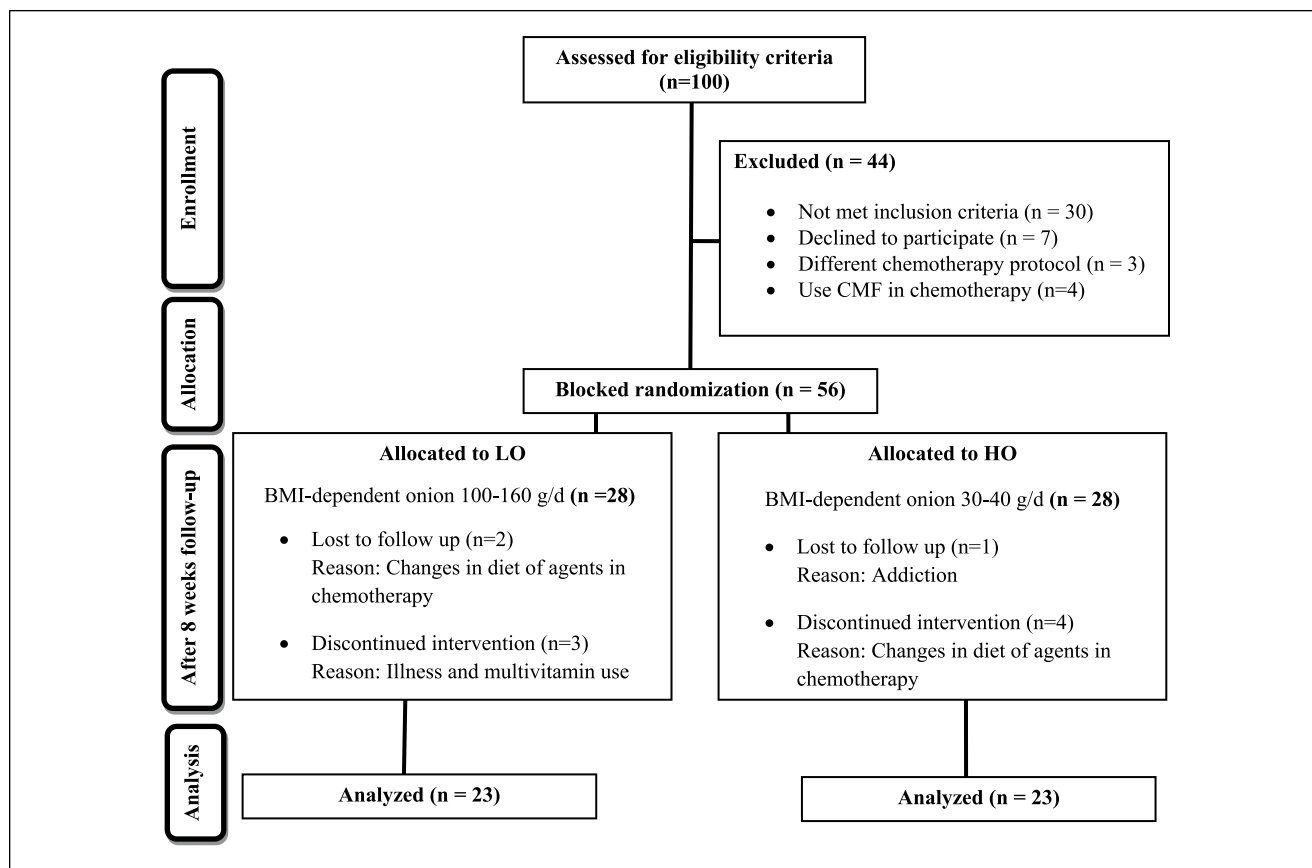 Enrollment
Allocation
After 8 weeks follow-up
Analysis
Assessed for eligibility criteria
(n=100)
Excluded (n = 44)
• Not met inclusion criteria (n = 30)
• Declined to participate (n = 7)
• Different chemotherapy protocol (n = 3)
• Use CMF in chemotherapy (n=4)
Blocked randomization (n = 56)
Allocated to LO
BMI-dependent onion 100-160 g/d (n =28)
• Lost to follow up (n=2)
Reason: Changes in diet of agents in
chemotherapy
• Discontinued intervention (n=3)
Reason: Illness and multivitamin use
Allocated to HO
BMI-dependent onion 30-40 g/d (n = 28)
• Lost to follow up (n=1)
Reason: Addiction
• Discontinued intervention (n=4)
Reason: Changes in diet of agents in
chemotherapy
Analyzed (n = 23)
Analyzed (n = 23)